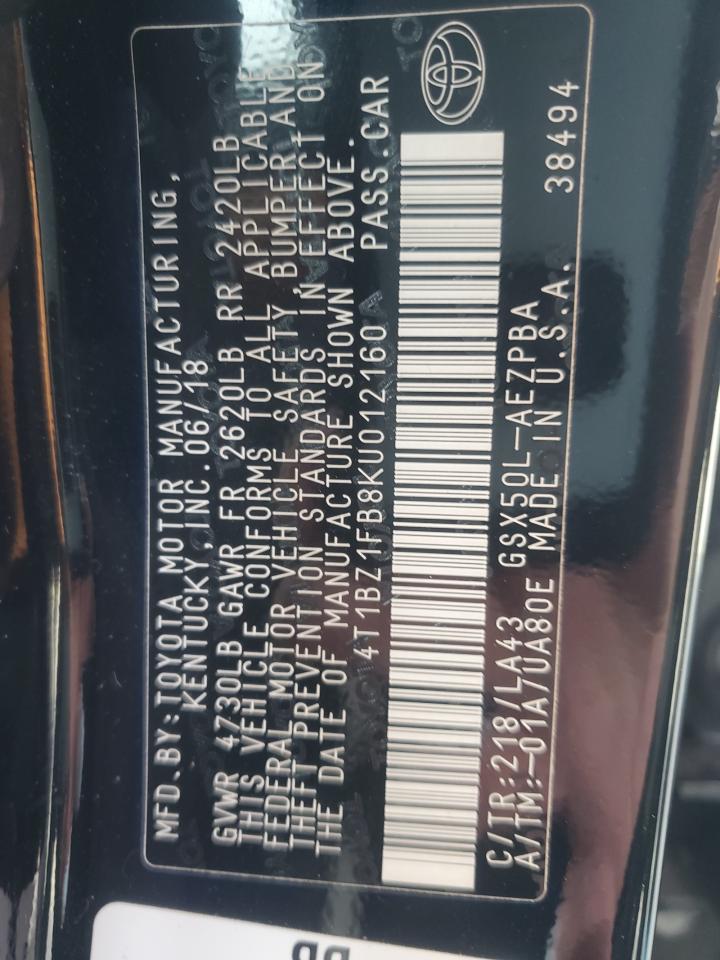 MFD.BY:TOYOTA MOTOR MANUFACTURING,
KENTUCKY,INC.06/18
GVWR 4730LB GAWR FR 2620LB RR 2420LB
THIS VEHICLE CONFORMS TO ALL APPLICABLE
FEDERAL MOTOR VEHICLE SAFETY,BUMPER,AND
THEFT PREVENTION STANDARDS IN EFFECT ON
THE DATE OF MANUFACTURE SHOWN ABOVE.
4T1BZ1FB8KU012160 PASS.CAR
C/TR:218/LA43 GSX50L-AEZPBA
A/TM:-01A/UA80E MADE IN U.S.A. 38494